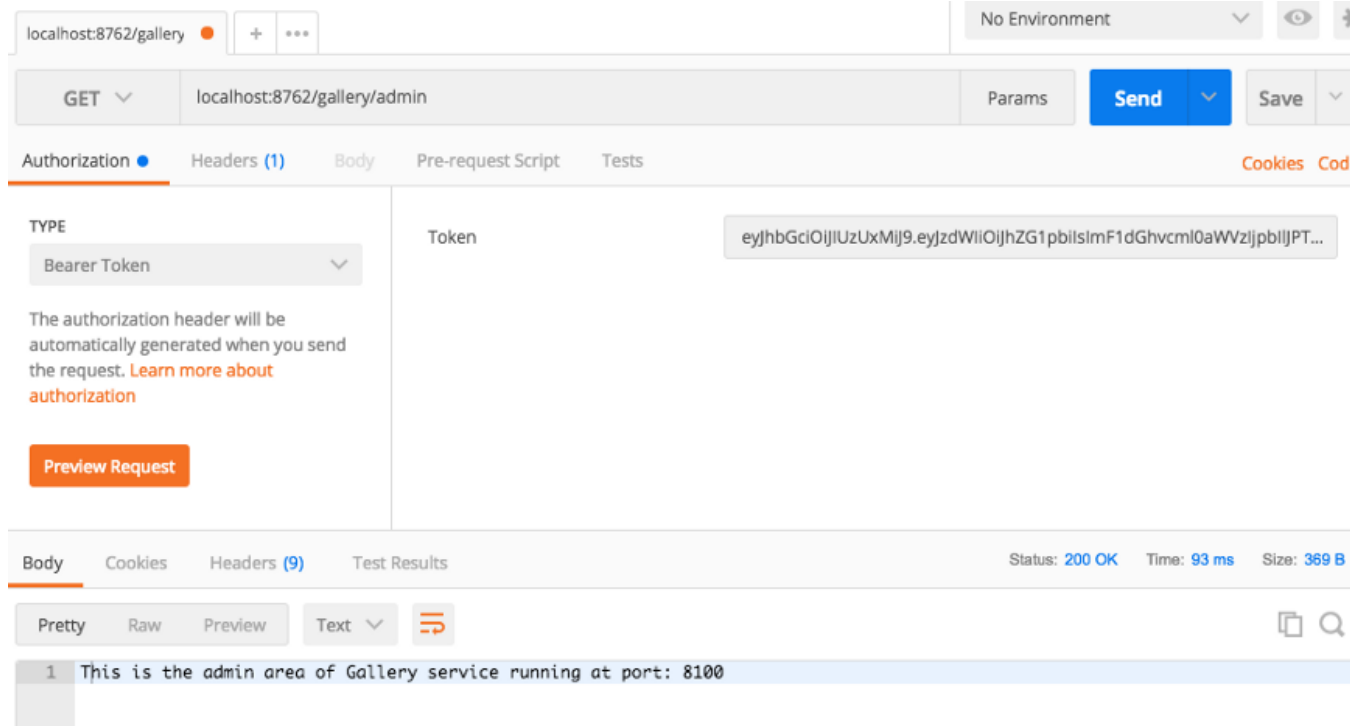 localhost:8762/gallery + •••
No Environment
GET localhost:8762/gallery/admin Params Send Save
Authorization Headers (1) Body Pre-request Script Tests Cookies Cod
TYPE
Bearer Token
Token eyJhbGciOiJIUzUxMiJ9.eyJzdWIiOiJhZG1pbiIsImF1dGhvcml0aWVzIjpbIlJPT...
The authorization header will be
automatically generated when you send
the request. Learn more about
authorization
Preview Request
Body Cookies Headers (9) Test Results Status: 200 OK Time: 93 ms Size: 369 B
Pretty Raw Preview Text
1 This is the admin area of Gallery service running at port: 8100